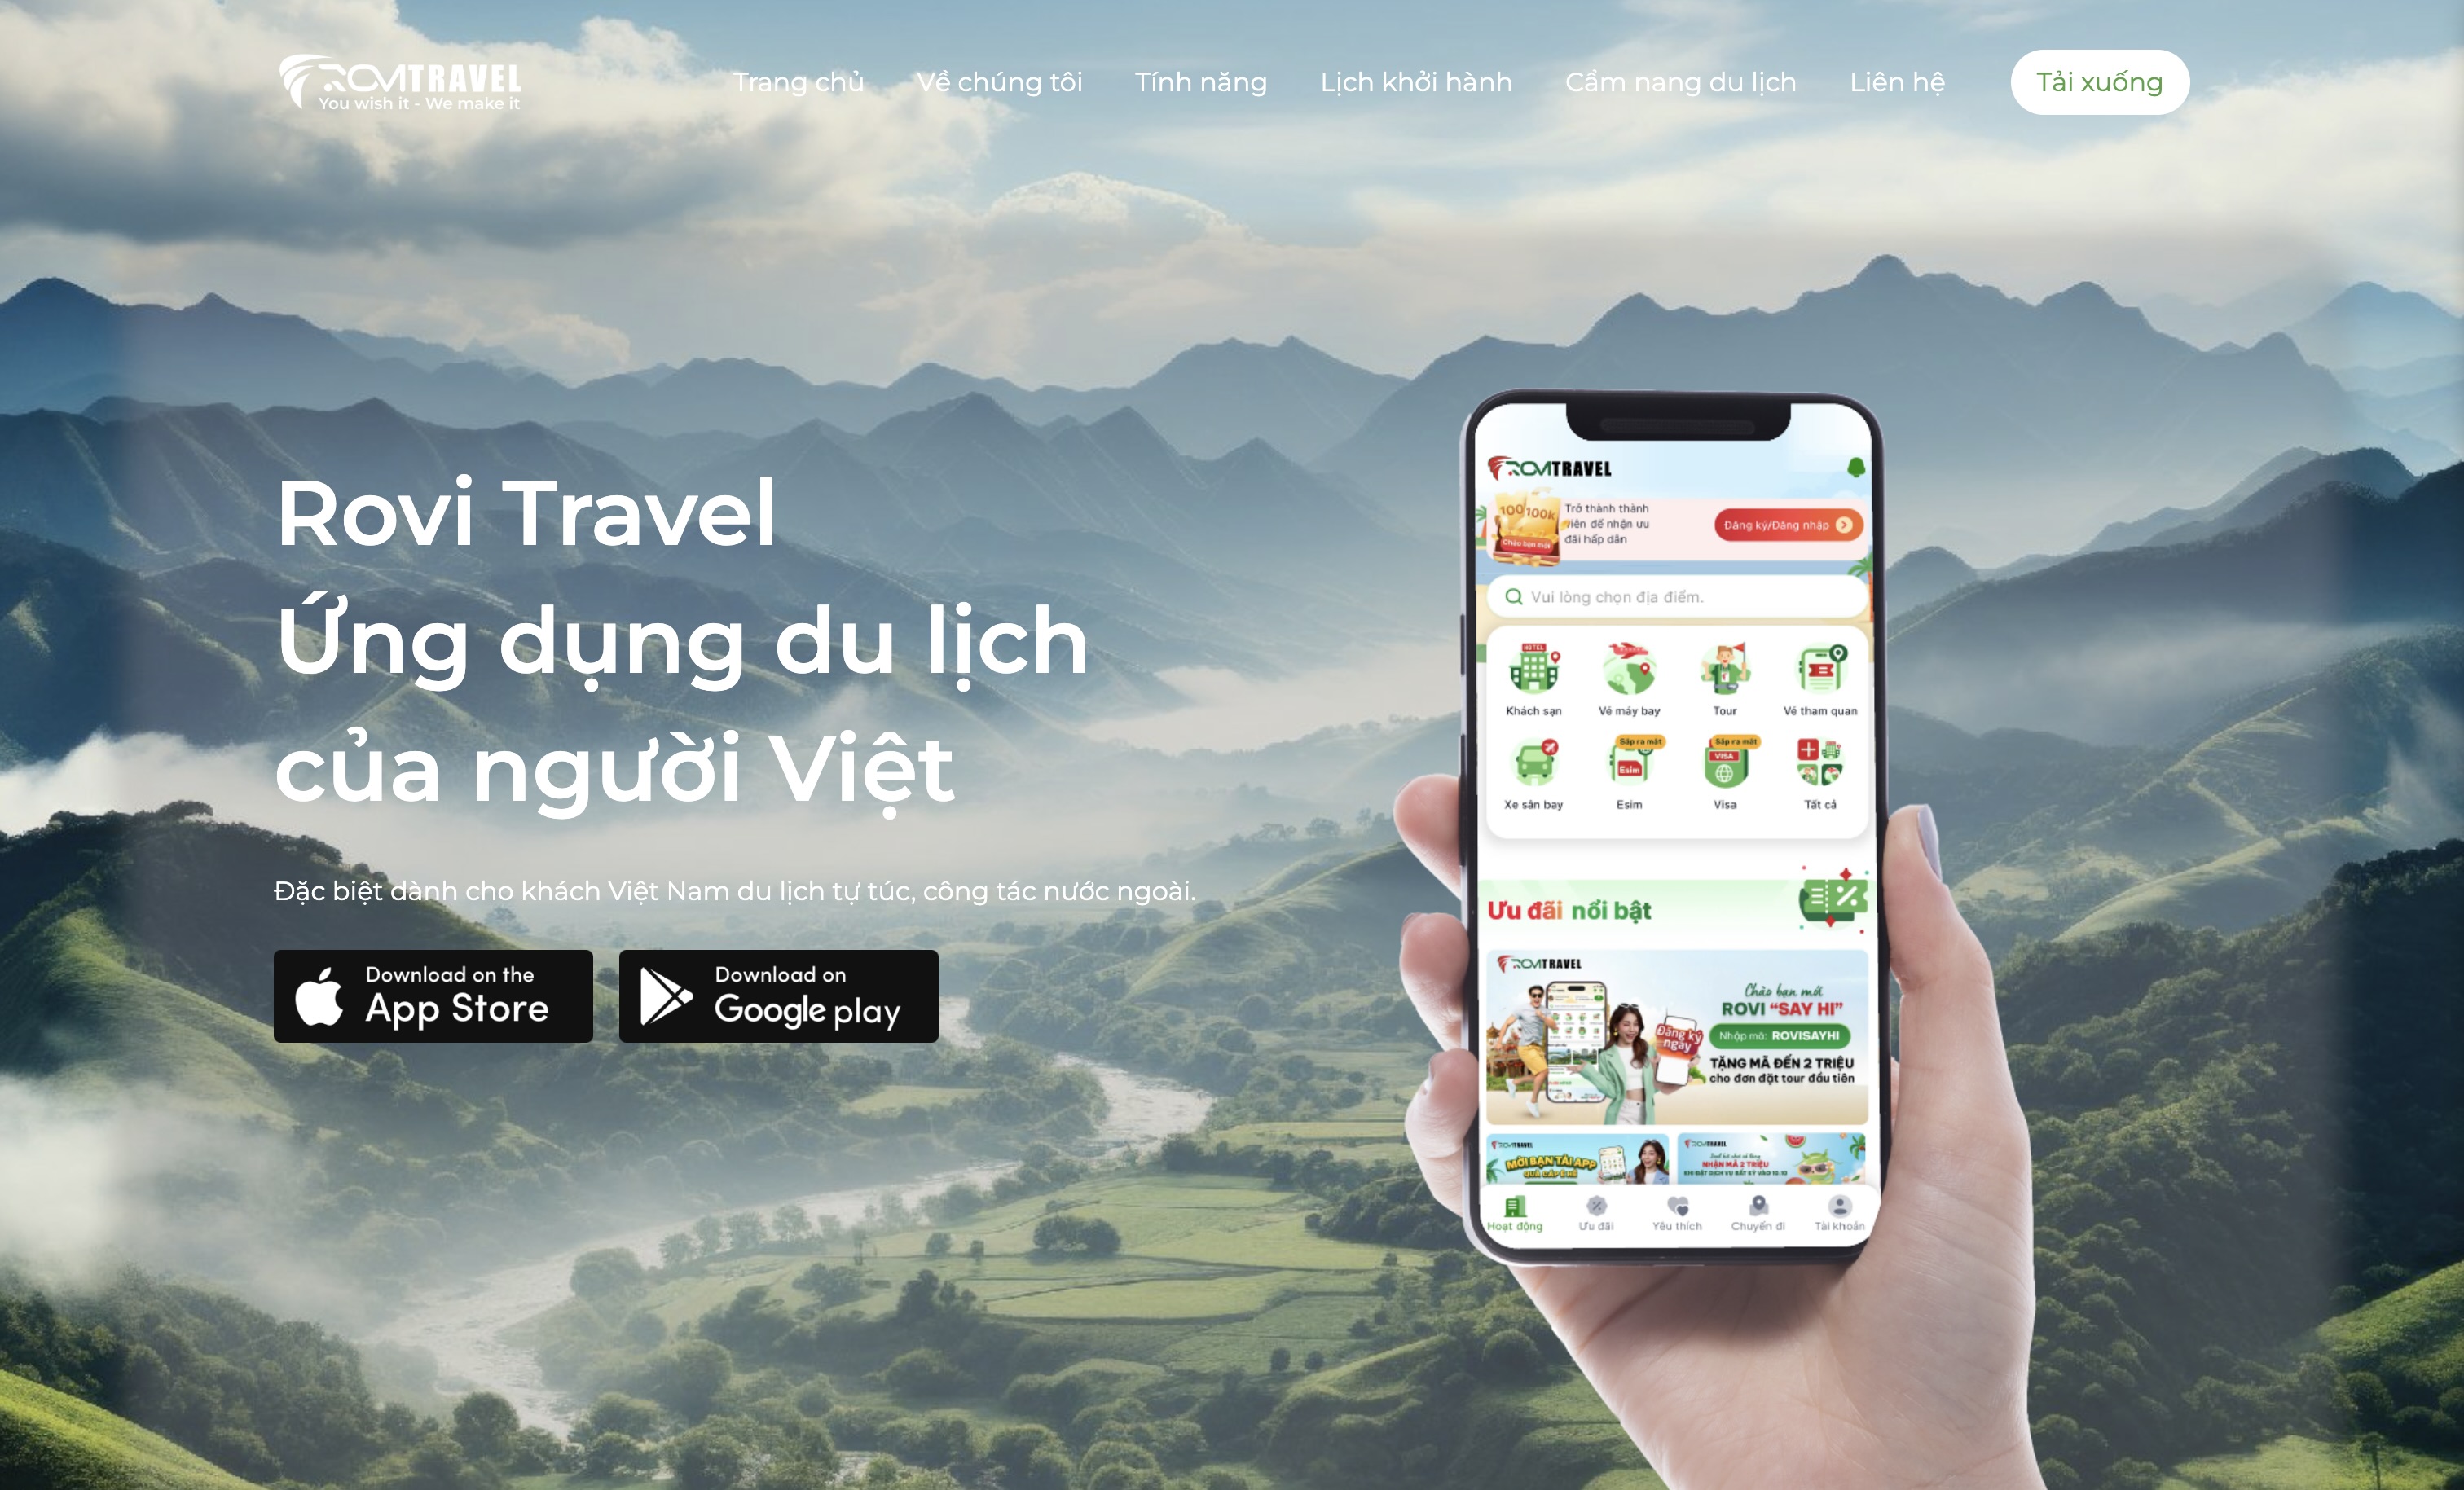 ROVITRAVEL
You wish it - We make it
Trang chủ
Về chúng tôi
Tính năng
Lịch khởi hành
Cẩm nang du lịch
Liên hệ
Tải xuống
Rovi Travel
Ứng dụng du lịch
của người Việt
Đặc biệt dành cho khách Việt Nam du lịch tự túc, công tác nước ngoài.
Download on the
App Store
Download on
Google play
ROVITRAVEL
100 100k
Chào bạn mới
Trở thành thành
viên để nhận ưu
đãi hấp dẫn
Đăng ký/Đăng nhập
Vui lòng chọn địa điểm.
HOTEL
Khách sạn
Vé máy bay
Tour
Vé tham quan
Xe sân bay
Sắp ra mắt
Esim
Esim
Sắp ra mắt
VISA
Visa
Tất cả
Ưu đãi nổi bật
ROVITRAVEL
Chào bạn mới
ROVI “SAY HI”
Nhập mã: ROVISAYHI
Đăng ký
ngay
TẶNG MÃ ĐẾN 2 TRIỆU
cho đơn đặt tour đầu tiên
ROVITRAVEL
MỜI BẠN TẢI APP
ROVITRAVEL
NHẬN MÃ 2 TRIỆU
Hoạt động
Ưu đãi
Yêu thích
Chuyến đi
Tài khoản